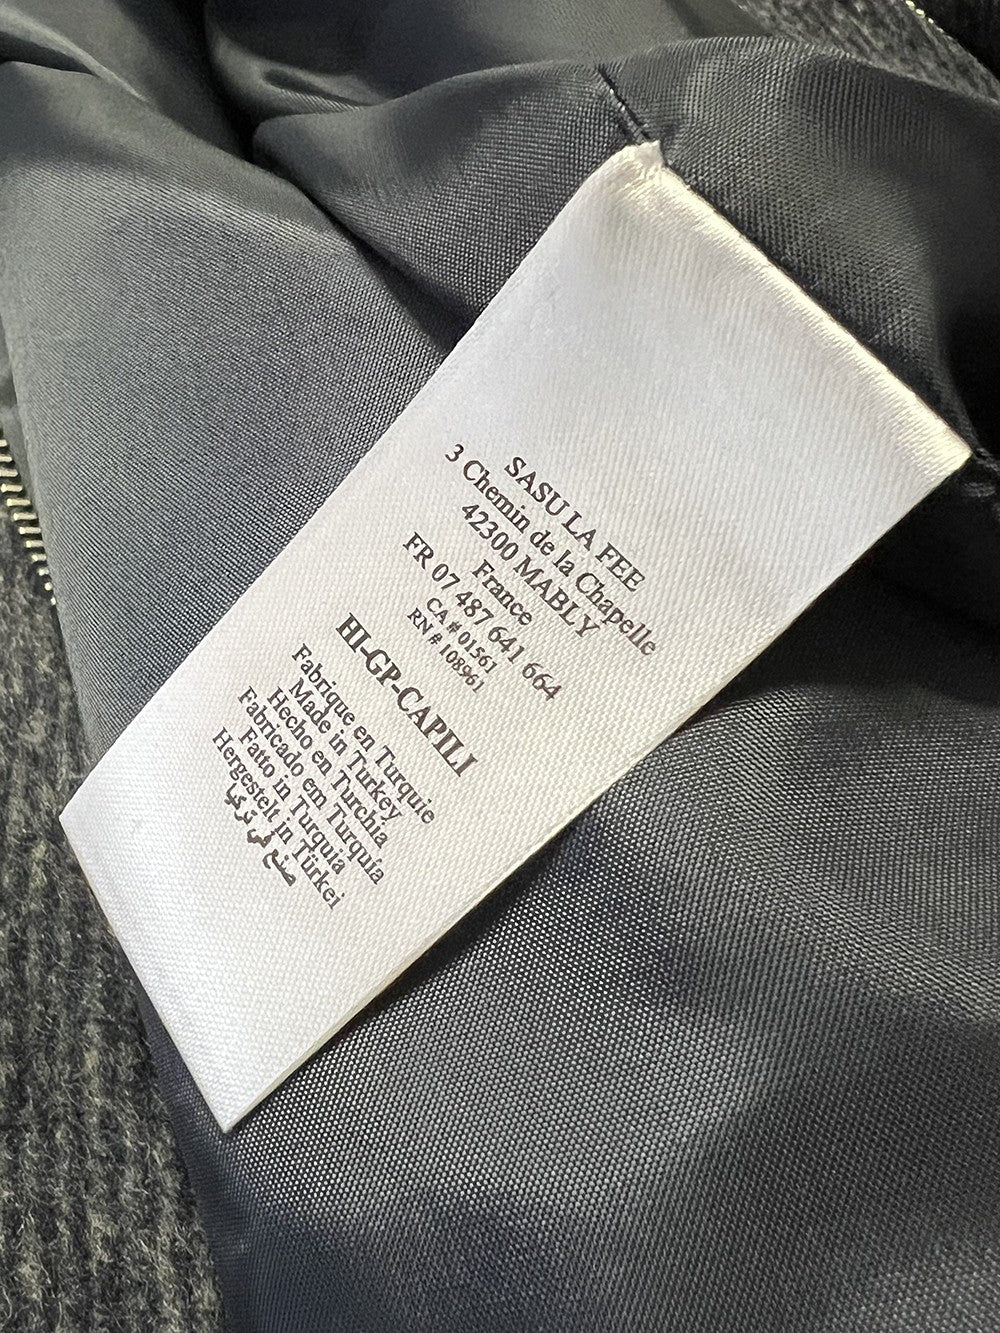 SASU LA FEE
3 Chemin de la Chapelle
42300 MABLY
France
FR 07 487 641 664
CA # 01561
RN # 108961
HI-GP-CAPILI
Fabrique en Turquie
Made in Turkey
Hecho en Turchia
Fabricado em Turquía
Fatto in Turquia
Hergestelt in Türkei
صنع في تركيا